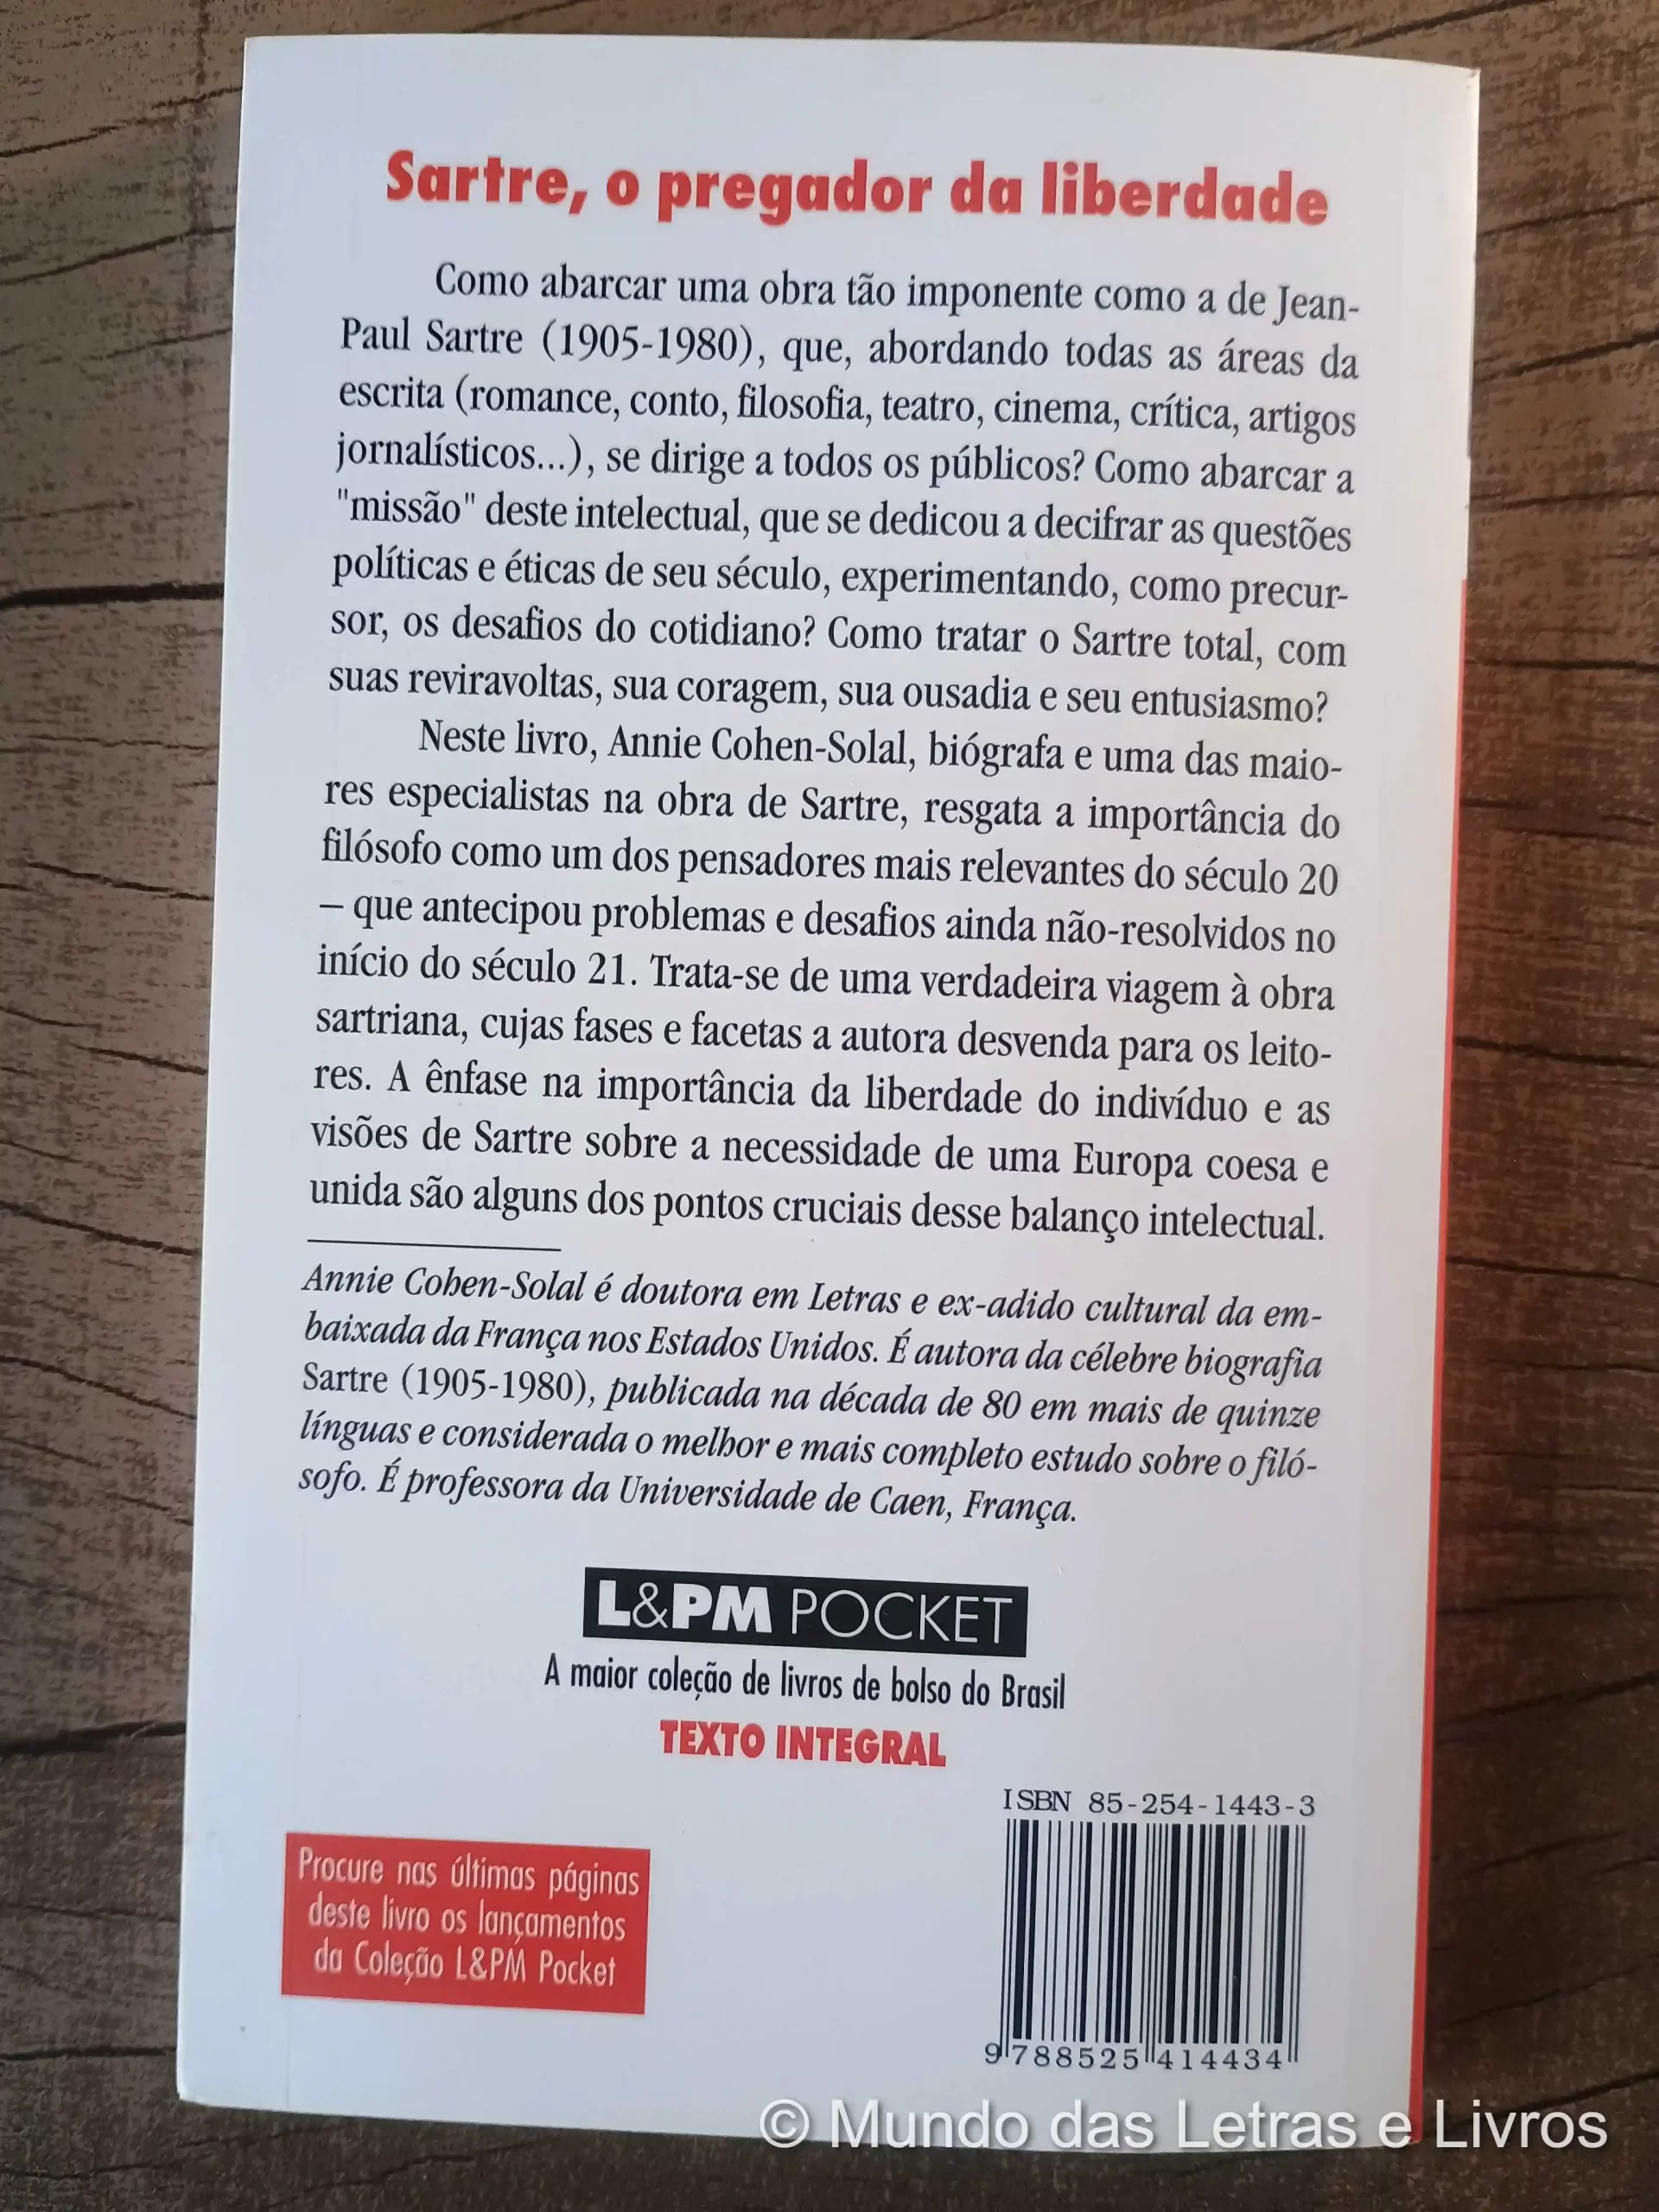 Sartre, o pregador da liberdade
Como abarcar uma obra tão imponente como a de Jean-
Paul Sartre (1905-1980), que, abordando todas as áreas da
escrita (romance, conto, filosofia, teatro, cinema, crítica, artigos
jornalísticos...), se dirige a todos os públicos? Como abarcar a
"missão" deste intelectual, que se dedicou a decifrar as questões
políticas e éticas de seu século, experimentando, como precur-
sor, os desafios do cotidiano? Como tratar o Sartre total, com
suas reviravoltas, sua coragem, sua ousadia e seu entusiasmo?
Neste livro, Annie Cohen-Solal, biógrafa e uma das maio-
res especialistas na obra de Sartre, resgata a importância do
filósofo como um dos pensadores mais relevantes do século 20
– que antecipou problemas e desafios ainda não-resolvidos no
início do século 21. Trata-se de uma verdadeira viagem à obra
sartriana, cujas fases e facetas a autora desvenda para os leito-
res. A ênfase na importância da liberdade do indivíduo e as
visões de Sartre sobre a necessidade de uma Europa coesa e
unida são alguns dos pontos cruciais desse balanço intelectual.
Annie Cohen-Solal é doutora em Letras e ex-adido cultural da em-
baixada da França nos Estados Unidos. É autora da célebre biografia
Sartre (1905-1980), publicada na década de 80 em mais de quinze
línguas e considerada o melhor e mais completo estudo sobre o filó-
sofo. É professora da Universidade de Caen, França.
L&PM POCKET
A maior coleção de livros de bolso do Brasil
TEXTO INTEGRAL
ISBN 85-254-1443-3
Procure nas últimas páginas
deste livro os lançamentos
da Coleção L&PM Pocket
9 788525 414434
© Mundo das Letras e Livros